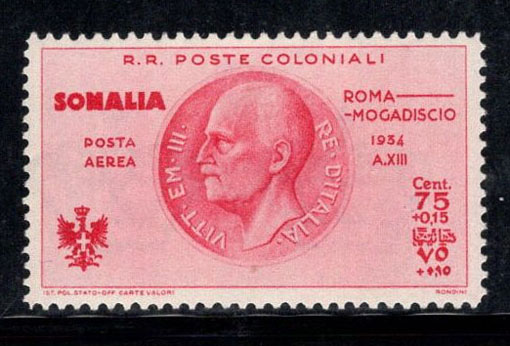 R.R. POSTE COLONIALI
SOMALIA
POSTA
AEREA
VITT·EM·III·RE·D'ITALIA·
ROMA—
—MOGADISCIO
1934
A.XIII
Cent.
75
+0,15
٧٥
IST. POL. STATO-OFF. CARTE VALORI
RONDINI